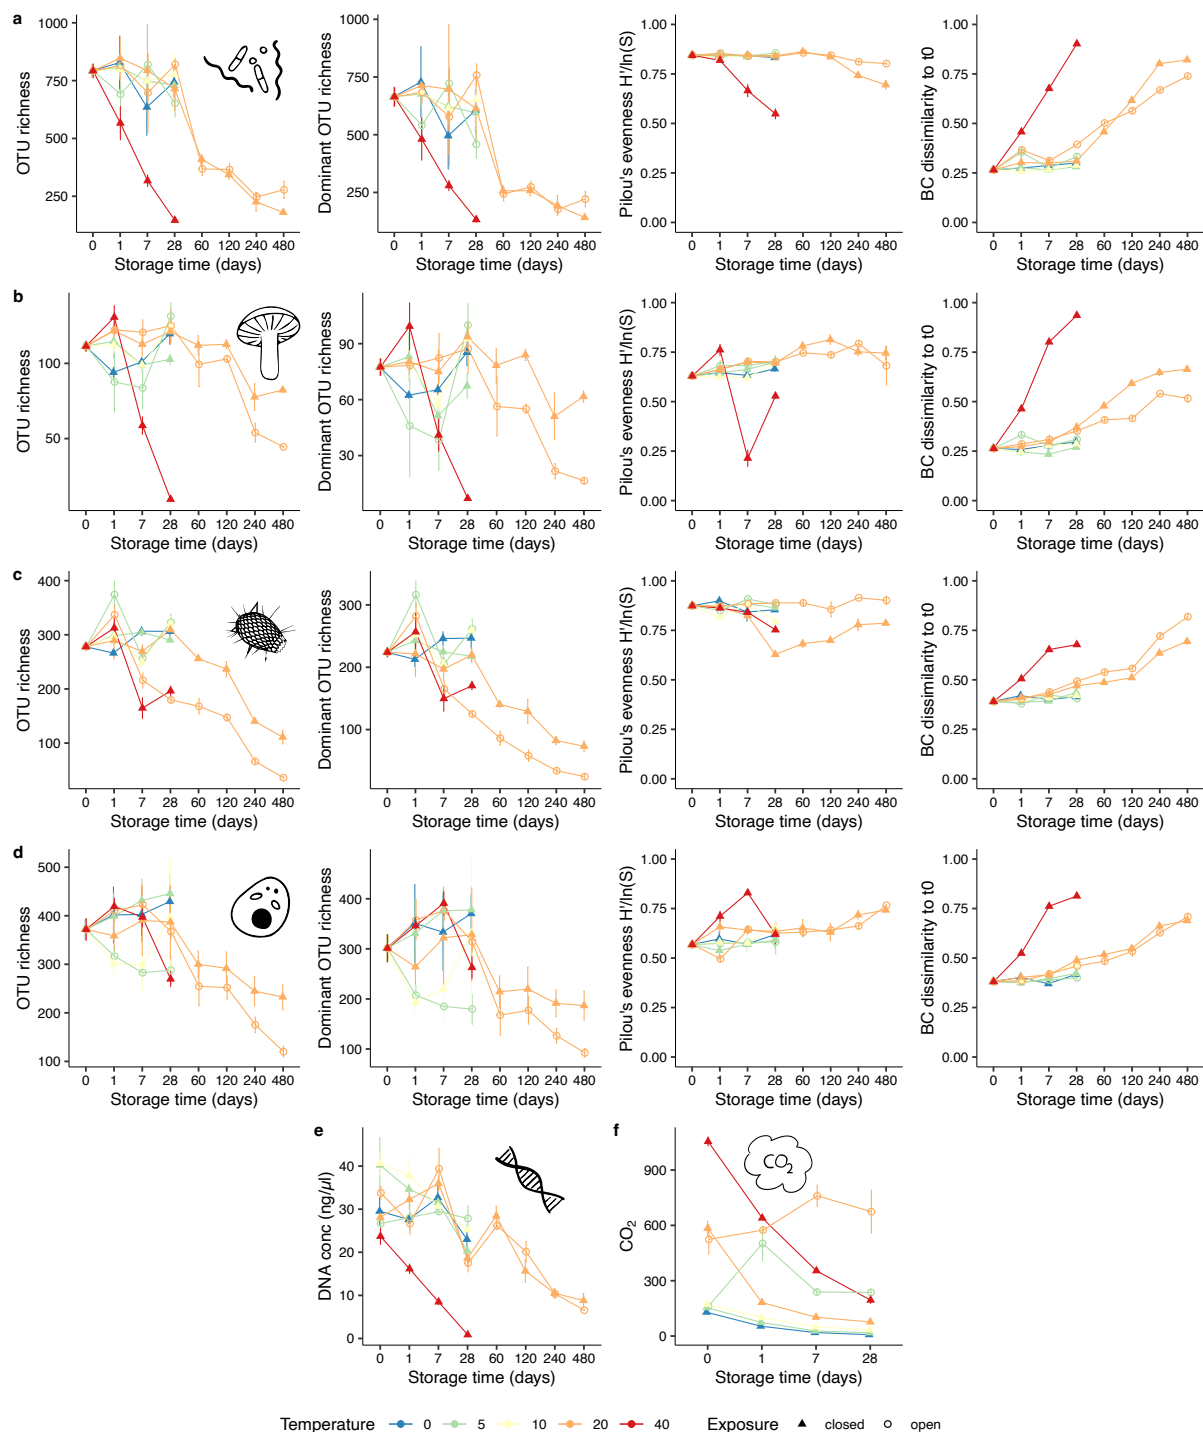 a
OTU richness
1000
750
500
250
0 1 7 28 60 120 240 480
Storage time (days)
Dominant OTU richness
1000
750
500
250
0 1 7 28 60 120 240 480
Storage time (days)
Pilou's evenness H'/ln(S)
1.00
0.75
0.50
0.25
0.00
0 1 7 28 60 120 240 480
Storage time (days)
BC dissimilarity to t0
1.00
0.75
0.50
0.25
0.00
0 1 7 28 60 120 240 480
Storage time (days)
b
OTU richness
100
50
0 1 7 28 60 120 240 480
Storage time (days)
Dominant OTU richness
90
60
30
0 1 7 28 60 120 240 480
Storage time (days)
Pilou's evenness H'/ln(S)
1.00
0.75
0.50
0.25
0.00
0 1 7 28 60 120 240 480
Storage time (days)
BC dissimilarity to t0
1.00
0.75
0.50
0.25
0.00
0 1 7 28 60 120 240 480
Storage time (days)
c
OTU richness
400
300
200
100
0 1 7 28 60 120 240 480
Storage time (days)
Dominant OTU richness
300
200
100
0 1 7 28 60 120 240 480
Storage time (days)
Pilou's evenness H'/ln(S)
1.00
0.75
0.50
0.25
0.00
0 1 7 28 60 120 240 480
Storage time (days)
BC dissimilarity to t0
1.00
0.75
0.50
0.25
0.00
0 1 7 28 60 120 240 480
Storage time (days)
d
OTU richness
500
400
300
200
100
0 1 7 28 60 120 240 480
Storage time (days)
Dominant OTU richness
400
300
200
100
0 1 7 28 60 120 240 480
Storage time (days)
Pilou's evenness H'/ln(S)
1.00
0.75
0.50
0.25
0.00
0 1 7 28 60 120 240 480
Storage time (days)
BC dissimilarity to t0
1.00
0.75
0.50
0.25
0.00
0 1 7 28 60 120 240 480
Storage time (days)
e
DNA conc (ng/µl)
40
30
20
10
0
0 1 7 28 60 120 240 480
Storage time (days)
f
CO₂
CO₂
900
600
300
0
0 1 7 28
Storage time (days)
Temperature 0 5 10 20 40 Exposure closed open